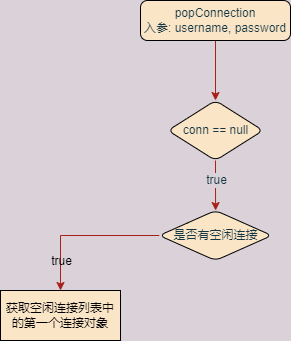 popConnection
入参: username, password
conn == null
true
是否有空闲连接
true
获取空闲连接列表中
的第一个连接对象